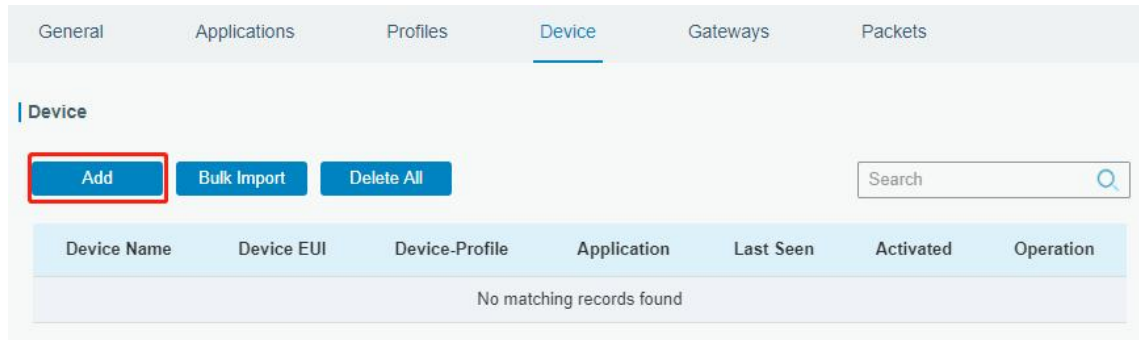 General Applications Profiles Device Gateways Packets
Device
Add Bulk Import Delete All Search
Device Name Device EUI Device-Profile Application Last Seen Activated Operation
No matching records found